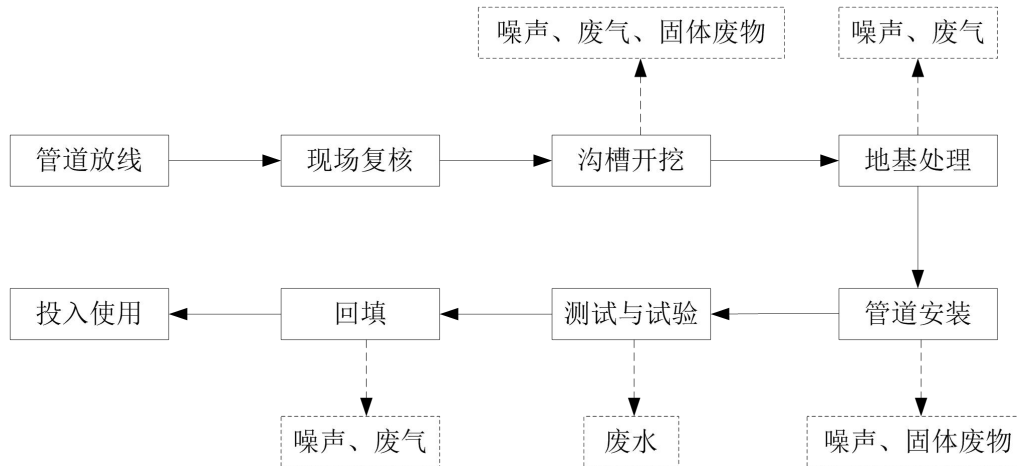 噪声、废气、固体废物
噪声、废气
管道放线
现场复核
沟槽开挖
地基处理
投入使用
回填
测试与试验
管道安装
噪声、废气
废水
噪声、固体废物